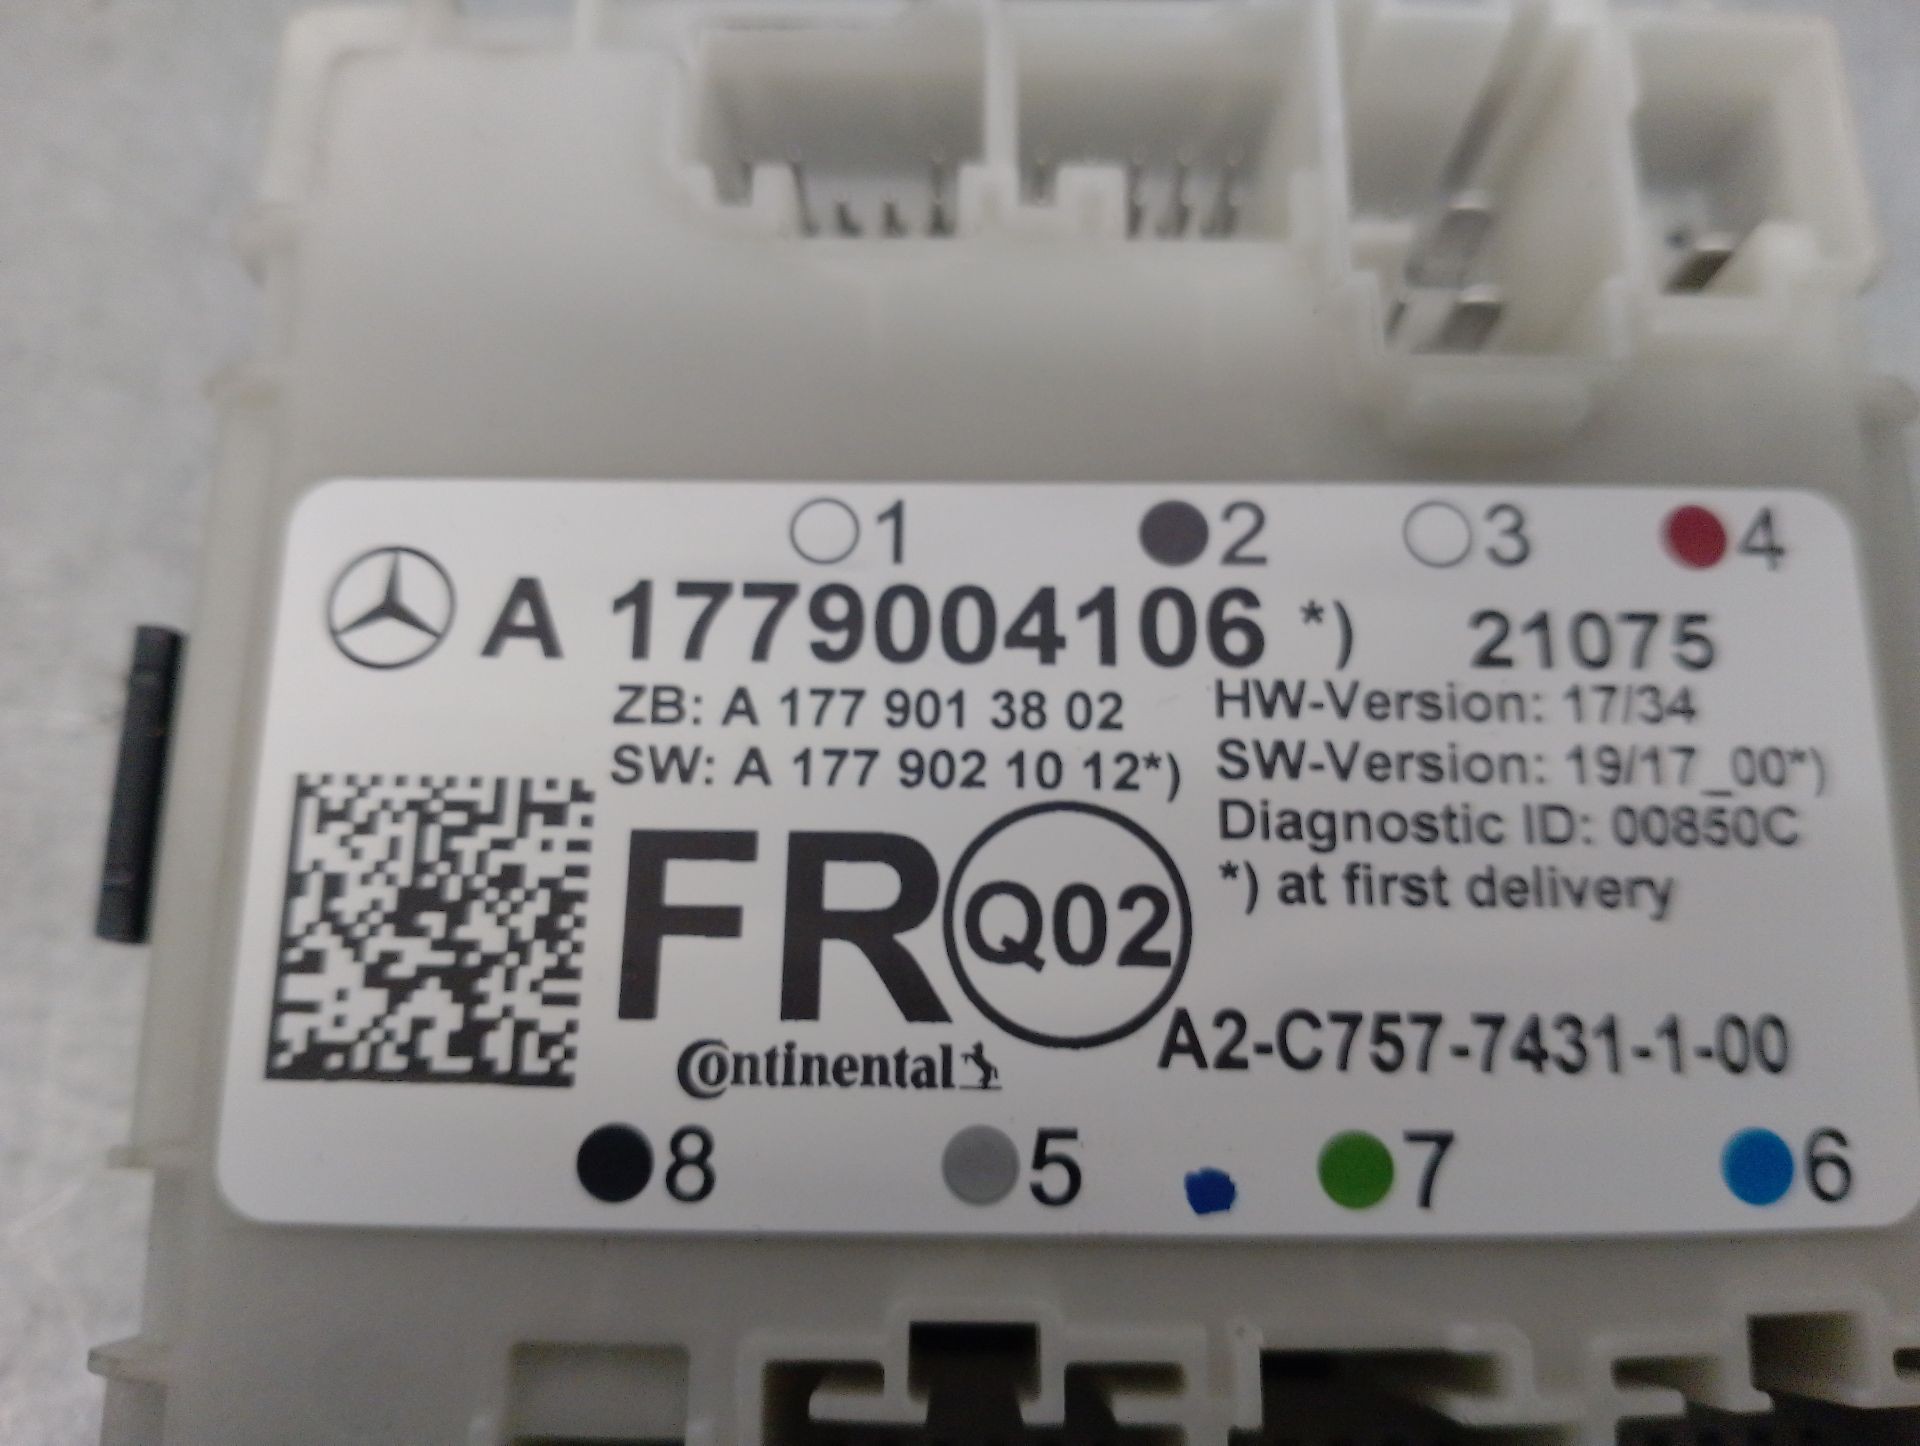 1 2 3 4
A 1779004106 *) 21075
ZB: A 177 901 38 02
SW: A 177 902 10 12*)
HW-Version: 17/34
SW-Version: 19/17_00*)
Diagnostic ID: 00850C
*) at first delivery
FR Q02
Continental
A2-C757-7431-1-00
8 5 7 6